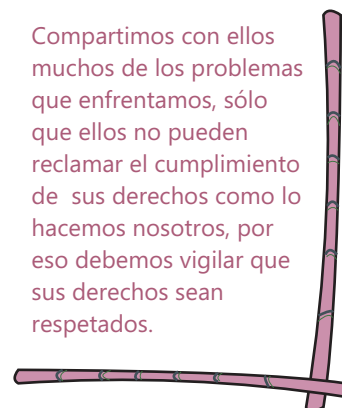 Compartimos con ellos
muchos de los problemas
que enfrentamos, sólo
que ellos no pueden
reclamar el cumplimiento
de  sus derechos como lo
hacemos nosotros, por
eso debemos vigilar que
sus derechos sean
respetados.